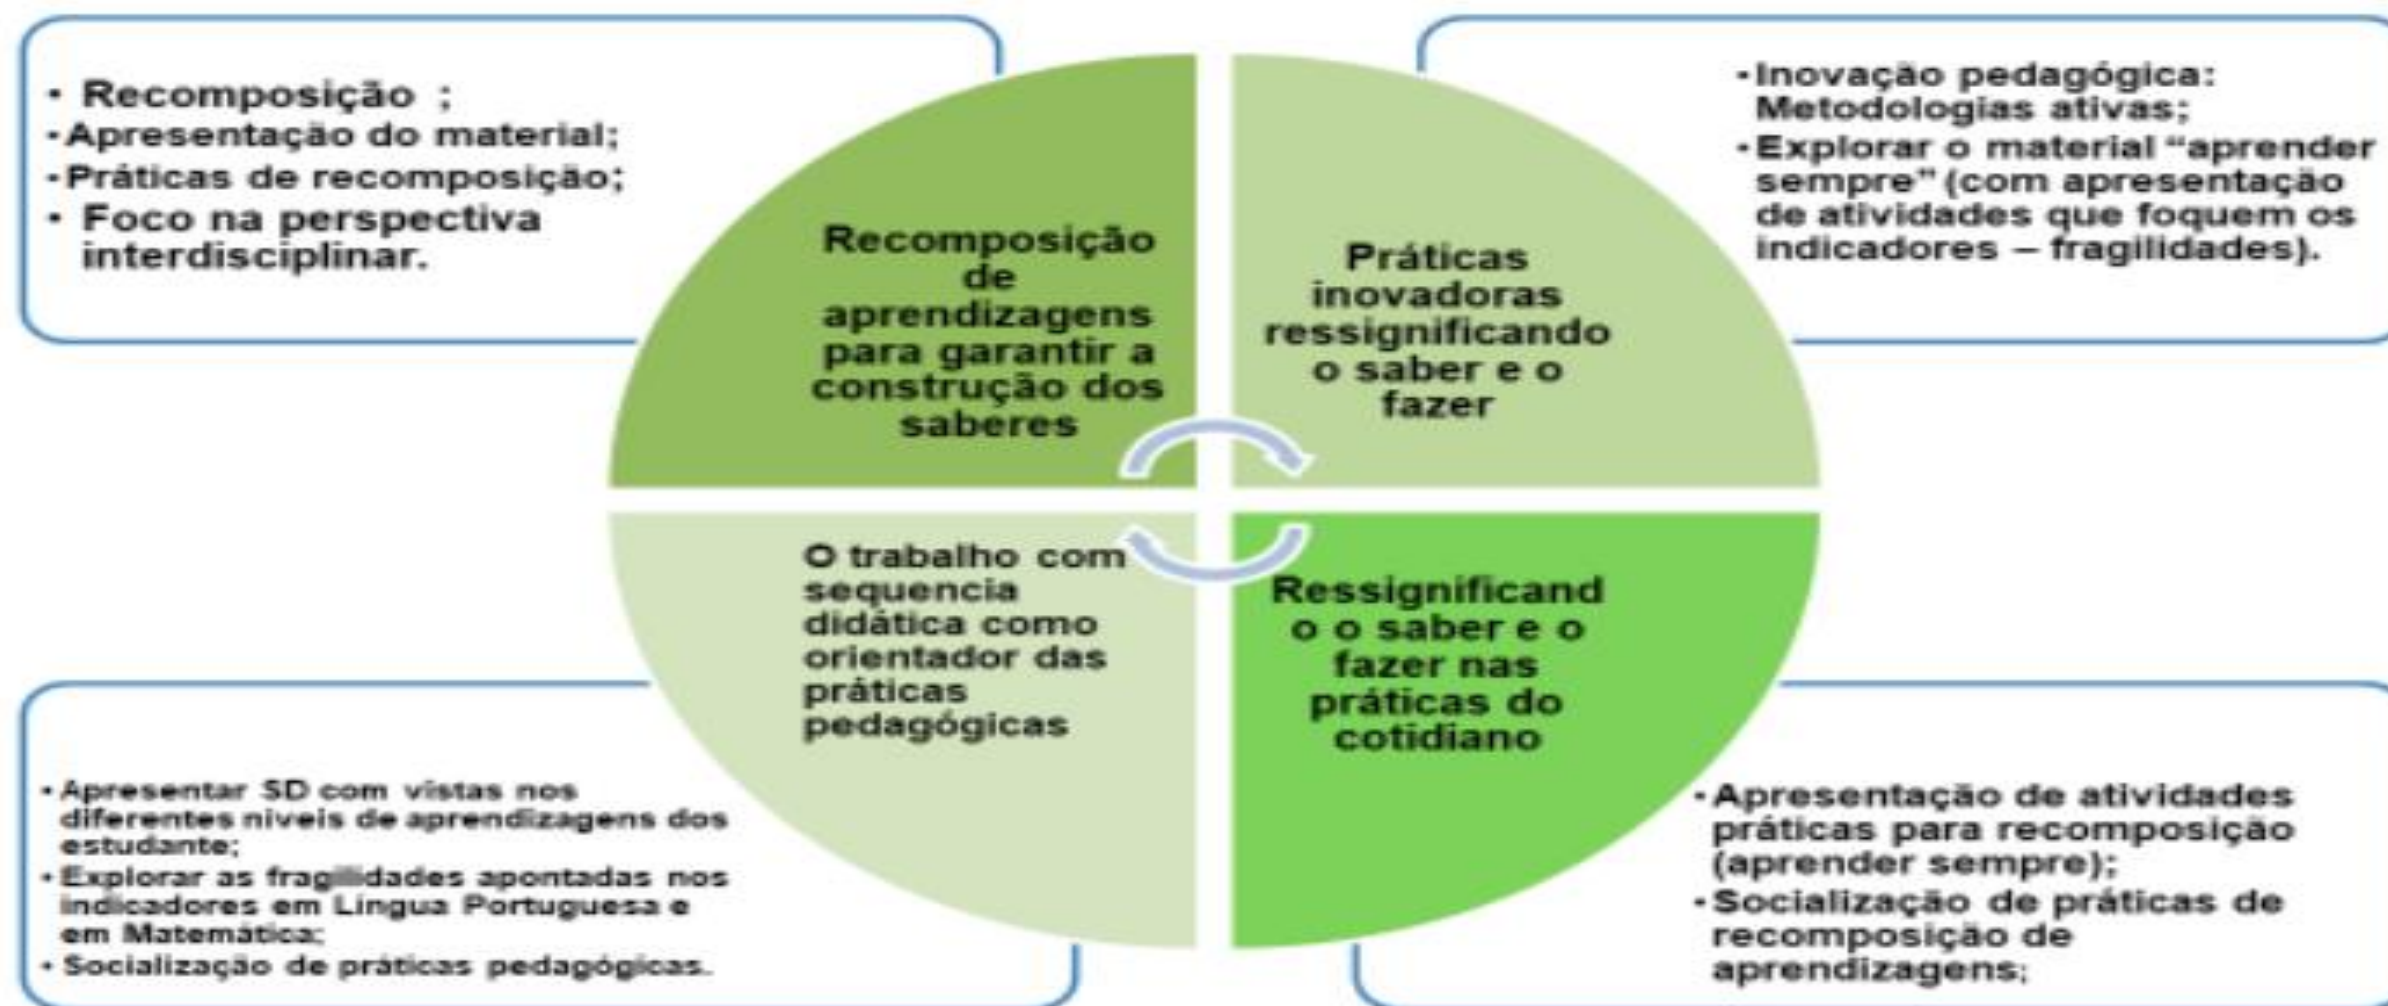 • Recomposição ;
•Apresentação do material;
•Práticas de recomposição;
• Foco na perspectiva
interdisciplinar.
Recomposição
de
aprendizagens
para garantir a
construção dos
saberes
Práticas
inovadoras
ressignificando
o saber e o
fazer
•Inovação pedagógica:
Metodologias ativas;
•Explorar o material “aprender
sempre” (com apresentação
de atividades que foquem os
indicadores – fragilidades).
O trabalho com
sequencia
didática como
orientador das
práticas
pedagógicas
Ressignificand
o o saber e o
fazer nas
práticas do
cotidiano
•Apresentar SD com vistas nos
diferentes níveis de aprendizagens dos
estudante;
•Explorar as fragilidades apontadas nos
indicadores em Língua Portuguesa e
em Matemática;
• Socialização de práticas pedagógicas.
•Apresentação de atividades
práticas para recomposição
(aprender sempre);
•Socialização de práticas de
recomposição de
aprendizagens;